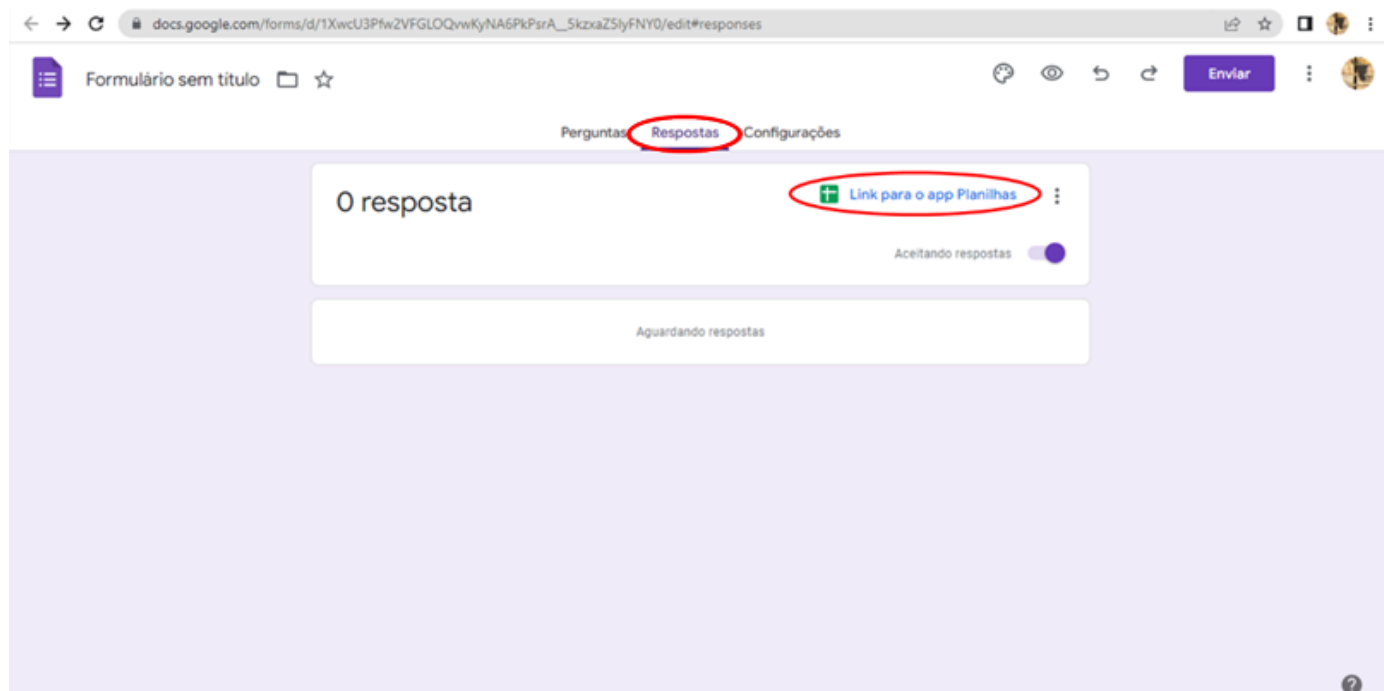 docs.google.com/forms/d/1XwcU3Pfw2VFGLOQvwKyNA6PkPsrA__5kzxaZ5IyFNY0/edit#responses
Formulário sem título
Enviar
Perguntas Respostas Configurações
0 resposta
Link para o app Planilhas
Aceitando respostas
Aguardando respostas